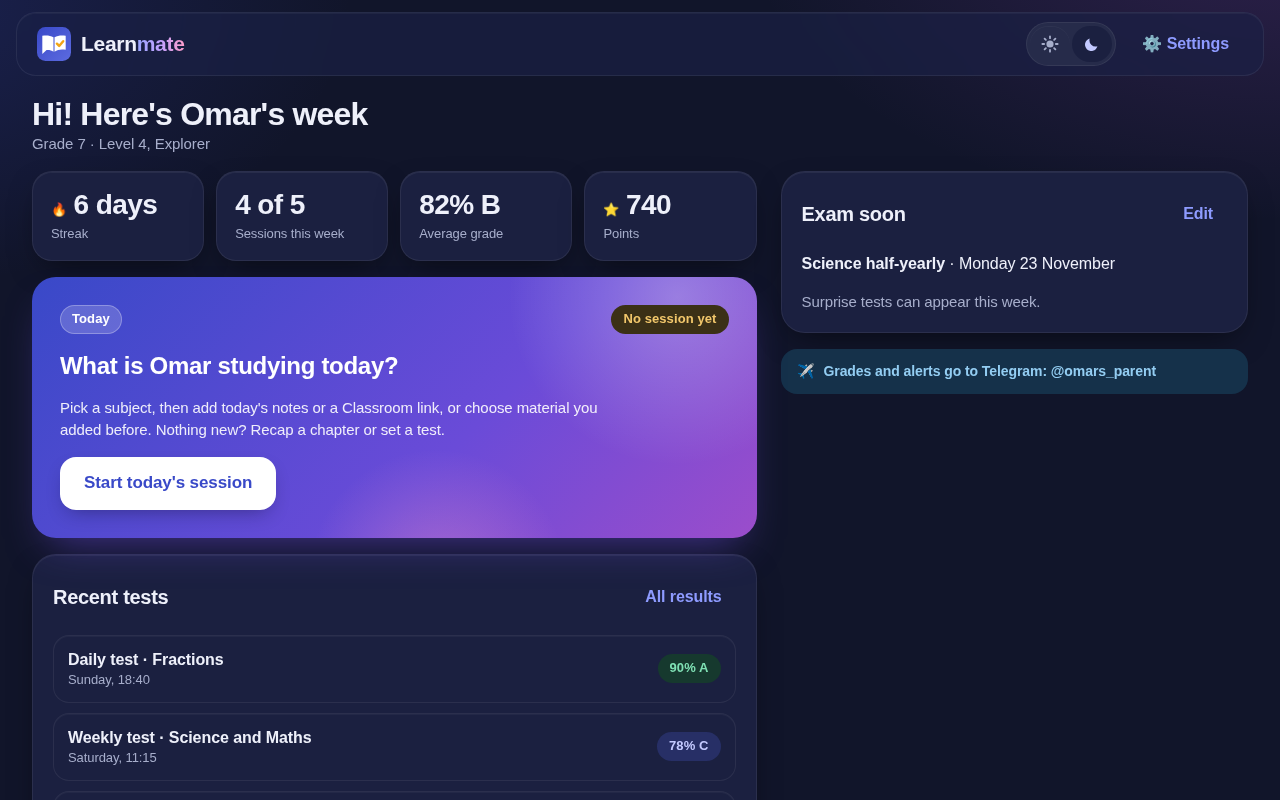 Learnmate
⚙️ Settings
Hi! Here's Omar's week
Grade 7 · Level 4, Explorer
🔥 6 days
Streak
4 of 5
Sessions this week
82% B
Average grade
⭐ 740
Points
Today
No session yet
What is Omar studying today?
Pick a subject, then add today's notes or a Classroom link, or choose material you
added before. Nothing new? Recap a chapter or set a test.
Start today's session
Recent tests
All results
Daily test · Fractions
Sunday, 18:40
90% A
Weekly test · Science and Maths
Saturday, 11:15
78% C
Exam soon
Edit
Science half-yearly · Monday 23 November
Surprise tests can appear this week.
✈️ Grades and alerts go to Telegram: @omars_parent